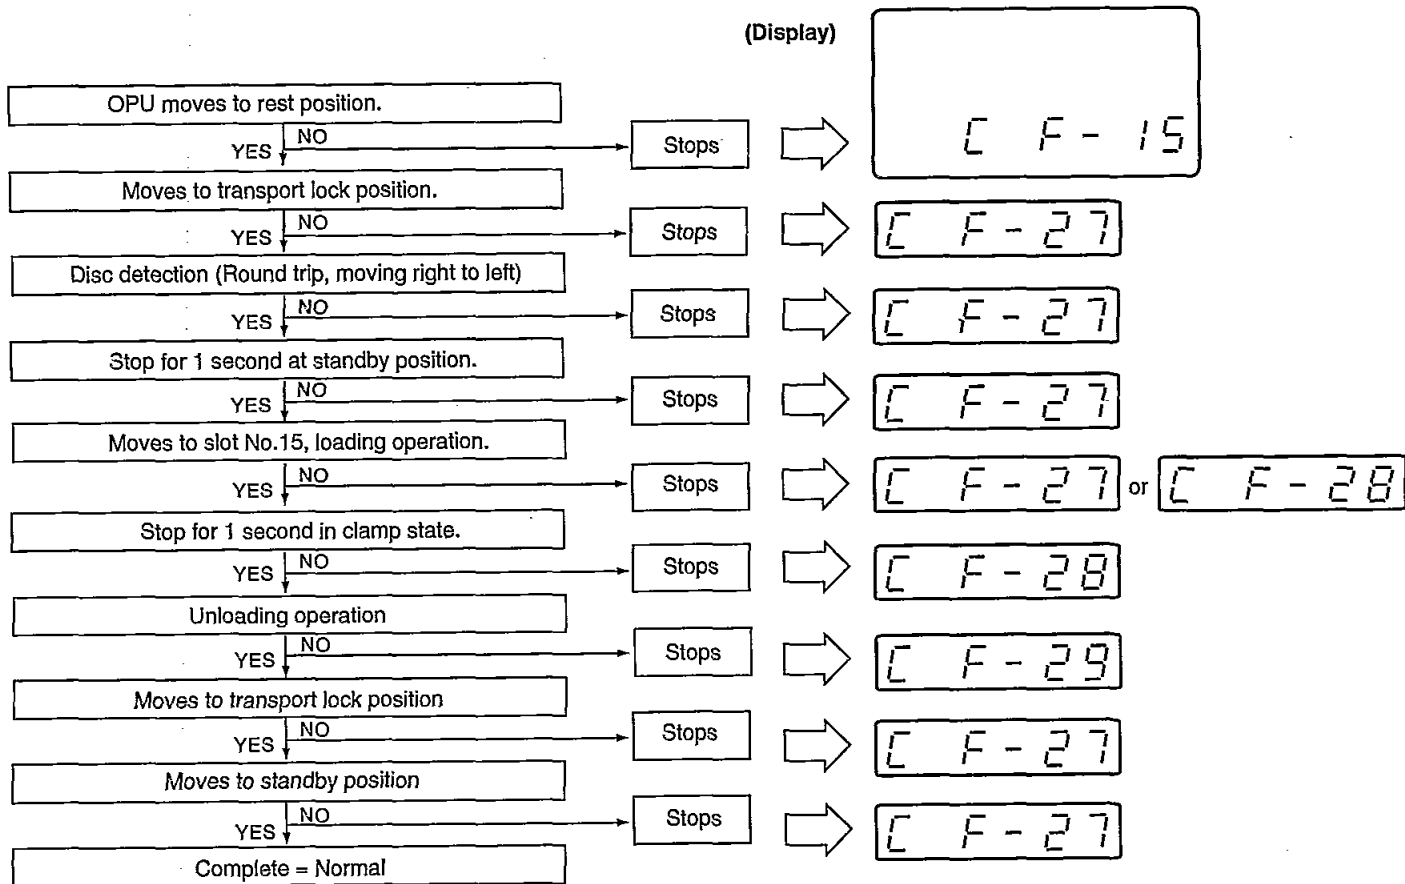 (Display)
OPU moves to rest position.
NO
YES
Stops
C F-15
Moves to transport lock position.
NO
YES
Stops
C F-27
Disc detection (Round trip, moving right to left)
NO
YES
Stops
C F-27
Stop for 1 second at standby position.
NO
YES
Stops
C F-27
Moves to slot No.15, loading operation.
NO
YES
Stops
C F-27 or C F-28
Stop for 1 second in clamp state.
NO
YES
Stops
C F-28
Unloading operation
NO
YES
Stops
C F-29
Moves to transport lock position
NO
YES
Stops
C F-27
Moves to standby position
NO
YES
Stops
C F-27
Complete = Normal